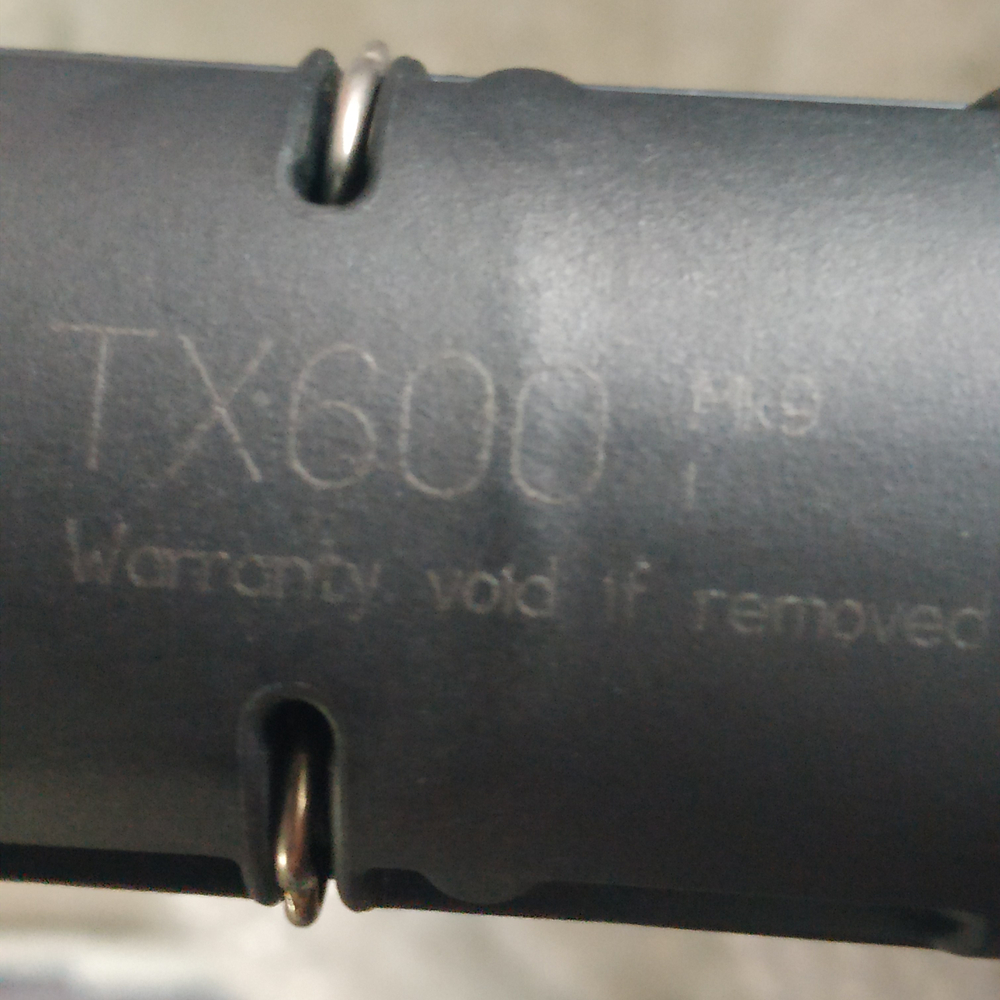 TX600 Mk9
Warranty void if removed